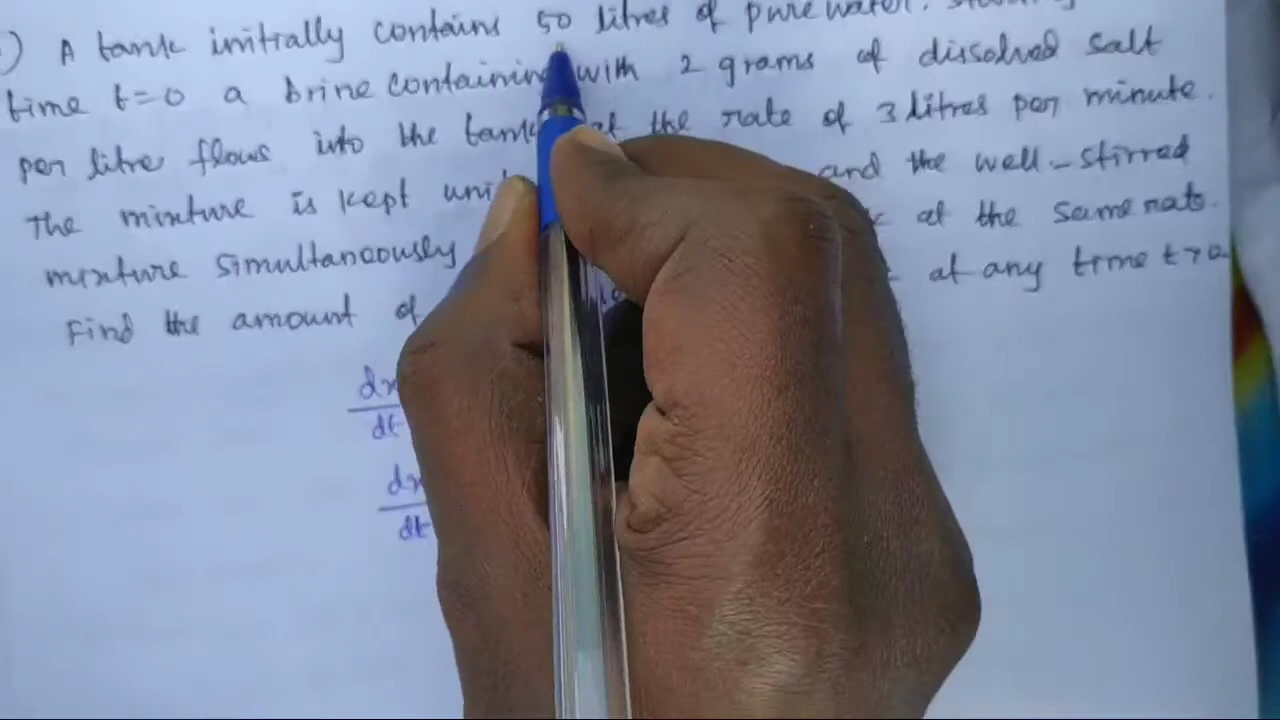 ) A tank initially contains 50 litres of pure water.
time t=0 a brine containing with 2 grams of dissolved salt
per litre flows into the tank at the rate of 3 litres per minute.
The mixture is kept and the well-stirred
mixture simultaneously at the same rate.
Find the amount of at any time t>0
dx
dt
dx
dt